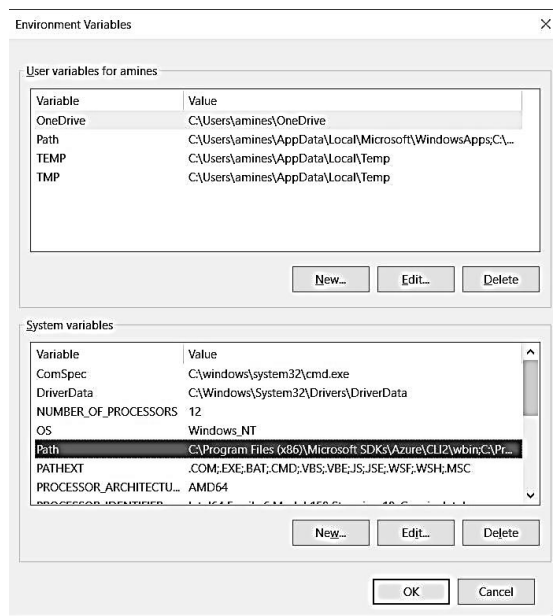 Environment Variables
User variables for amines
Variable Value
OneDrive C:\Users\amines\OneDrive
Path C:\Users\amines\AppData\Local\Microsoft\WindowsApps;C:\...
TEMP C:\Users\amines\AppData\Local\Temp
TMP C:\Users\amines\AppData\Local\Temp
New... Edit... Delete
System variables
Variable Value
ComSpec C:\windows\system32\cmd.exe
DriverData C:\Windows\System32\Drivers\DriverData
NUMBER_OF_PROCESSORS 12
OS Windows_NT
Path C:\Program Files (x86)\Microsoft SDKs\Azure\CLI2\wbin;C:\Pr...
PATHEXT .COM;.EXE;.BAT;.CMD;.VBS;.VBE;.JS;.JSE;.WSF;.WSH;.MSC
PROCESSOR_ARCHITECTU... AMD64
New... Edit... Delete
OK Cancel